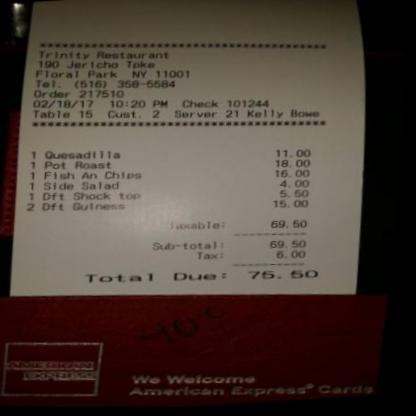 Trinity Restaurant
190 Jericho Tpke
Floral Park NY 11001
Tel. (516) 358-5584
Order 217510
02/18/17 10:20 PM Check 101244
Table 15 Cust. 2 Server 21 Kelly Bowe
1 Quesadilla 11.00
1 Pot Roast 18.00
1 Fish An Chips 16.00
1 Side Salad 4.00
1 Dft Shock top 5.50
2 Dft Guiness 15.00
Taxable: 69.50
Sub-total: 69.50
Tax: 6.00
Total Due: 75.50
AMERICAN
EXPRESS
We Welcome
American Express® Cards